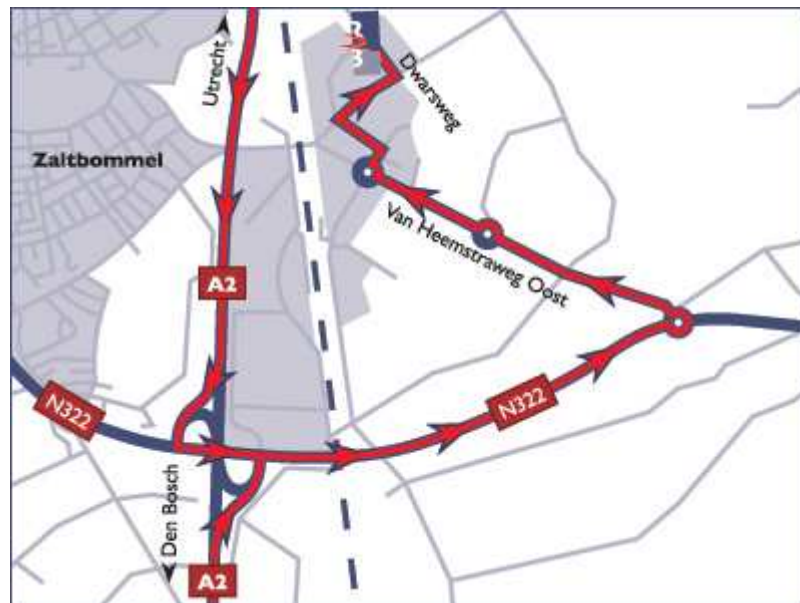 Utrecht
Dwarsweg
Zaltbommel
Van Heemstraweg Oost
A2
N322
N322
Den Bosch
A2